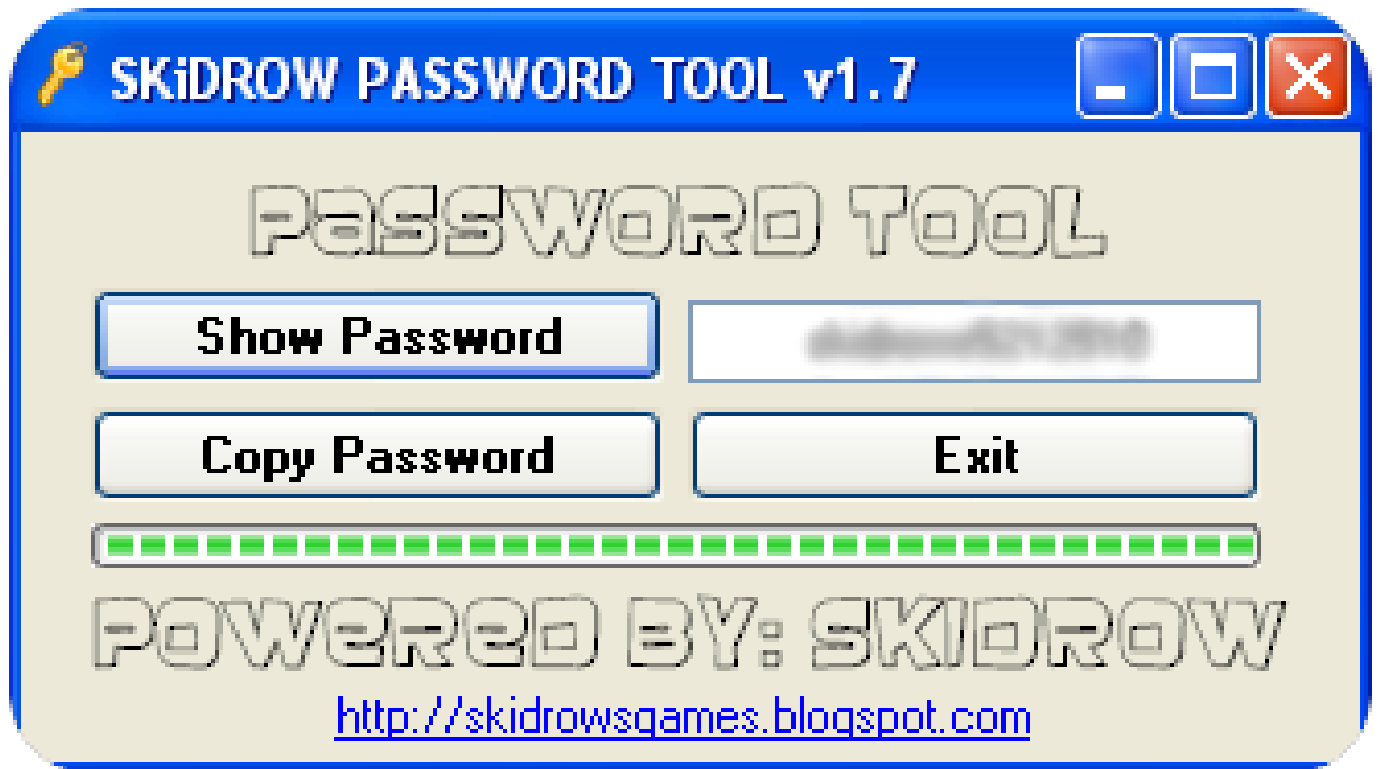 SKiDROW PASSWORD TOOL v1.7
PASSWORD TOOL
Show Password
Copy Password Exit
POWERED BY: SKIDROW
http://skidrowsgames.blogspot.com